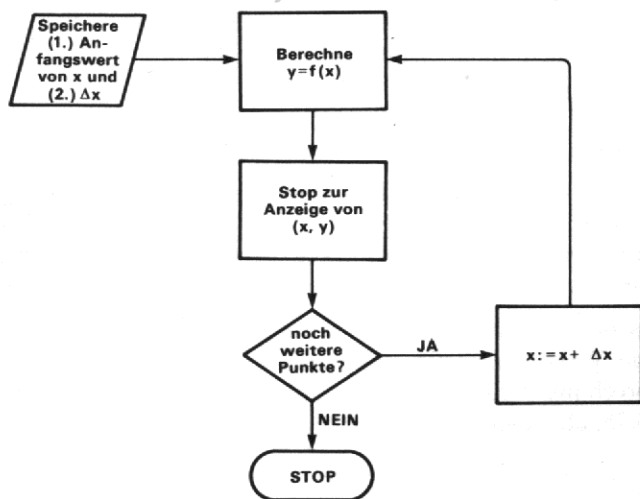 Speichere
(1.) An-
fangswert
von x und
(2.) Δx
Berechne
y=f(x)
Stop zur
Anzeige von
(x, y)
noch
weitere
Punkte?
JA
x:=x+ Δx
NEIN
STOP